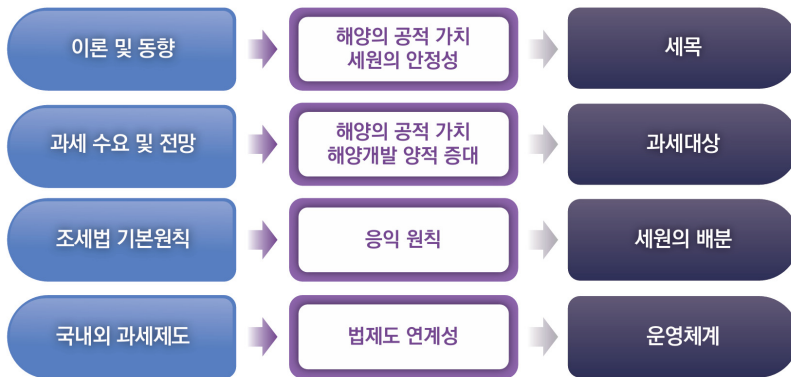 이론 및 동향
해양의 공적 가치
세원의 안정성
세목
과세 수요 및 전망
해양의 공적 가치
해양개발 양적 증대
과세대상
조세법 기본원칙
응익 원칙
세원의 배분
국내외 과세제도
법제도 연계성
운영체계